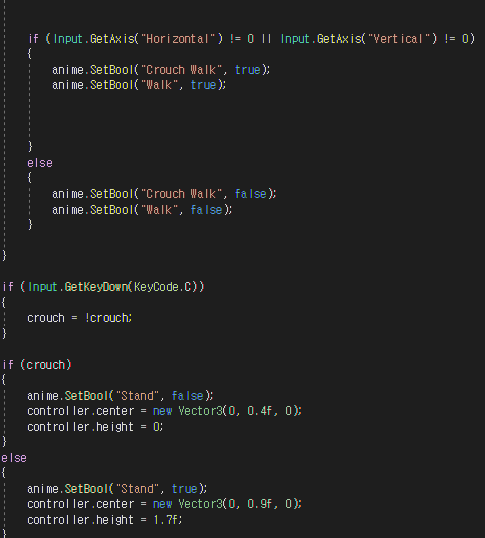 if (Input.GetAxis("Horizontal") != 0 || Input.GetAxis("Vertical") != 0)
{
anime.SetBool("Crouch Walk", true);
anime.SetBool("Walk", true);
}
else
{
anime.SetBool("Crouch Walk", false);
anime.SetBool("Walk", false);
}
}
if (Input.GetKeyDown(KeyCode.C))
{
crouch = !crouch;
}
if (crouch)
{
anime.SetBool("Stand", false);
controller.center = new Vector3(0, 0.4f, 0);
controller.height = 0;
}
else
{
anime.SetBool("Stand", true);
controller.center = new Vector3(0, 0.9f, 0);
controller.height = 1.7f;
}